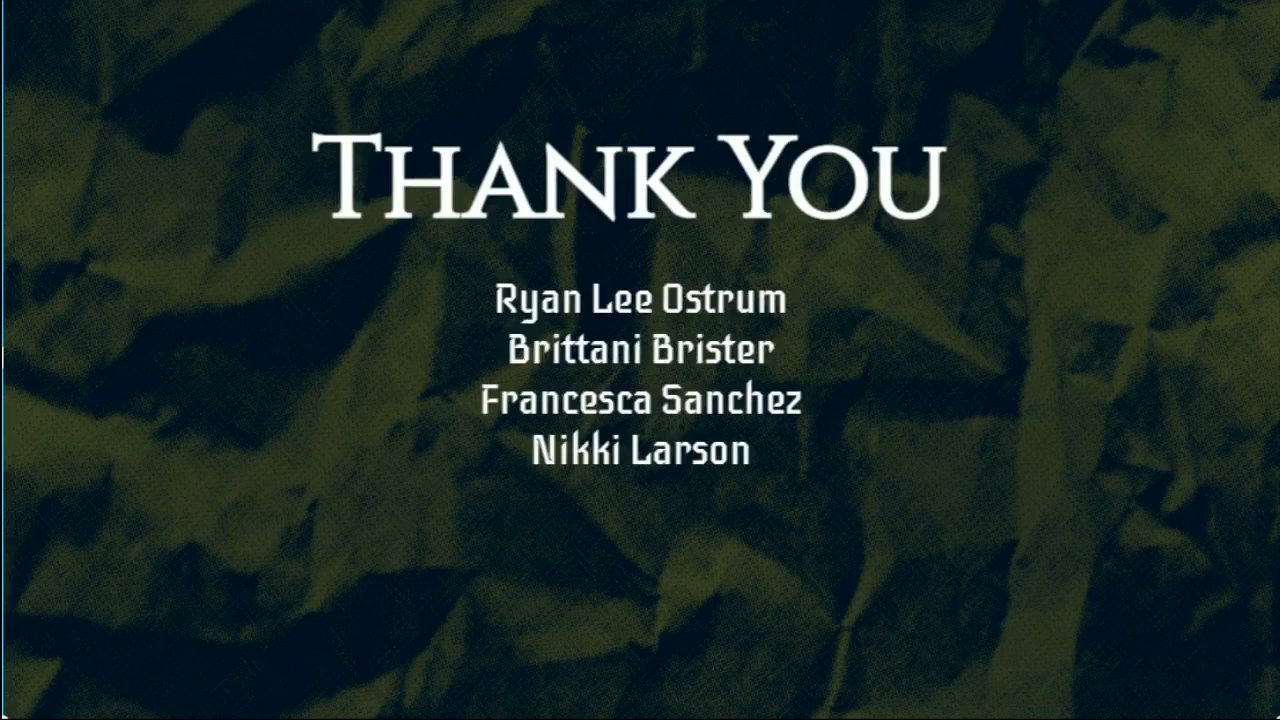 Thank You
Ryan Lee Ostrum
Brittani Brister
Francesca Sanchez
Nikki Larson